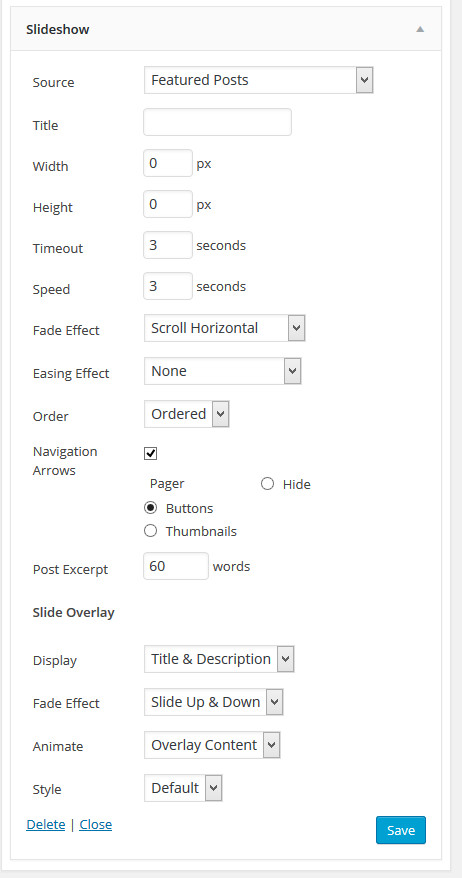 Slideshow
Source Featured Posts
Title
Width 0 px
Height 0 px
Timeout 3 seconds
Speed 3 seconds
Fade Effect Scroll Horizontal
Easing Effect None
Order Ordered
Navigation
Arrows
Pager Hide
Buttons
Thumbnails
Post Excerpt 60 words
Slide Overlay
Display Title & Description
Fade Effect Slide Up & Down
Animate Overlay Content
Style Default
Delete | Close Save